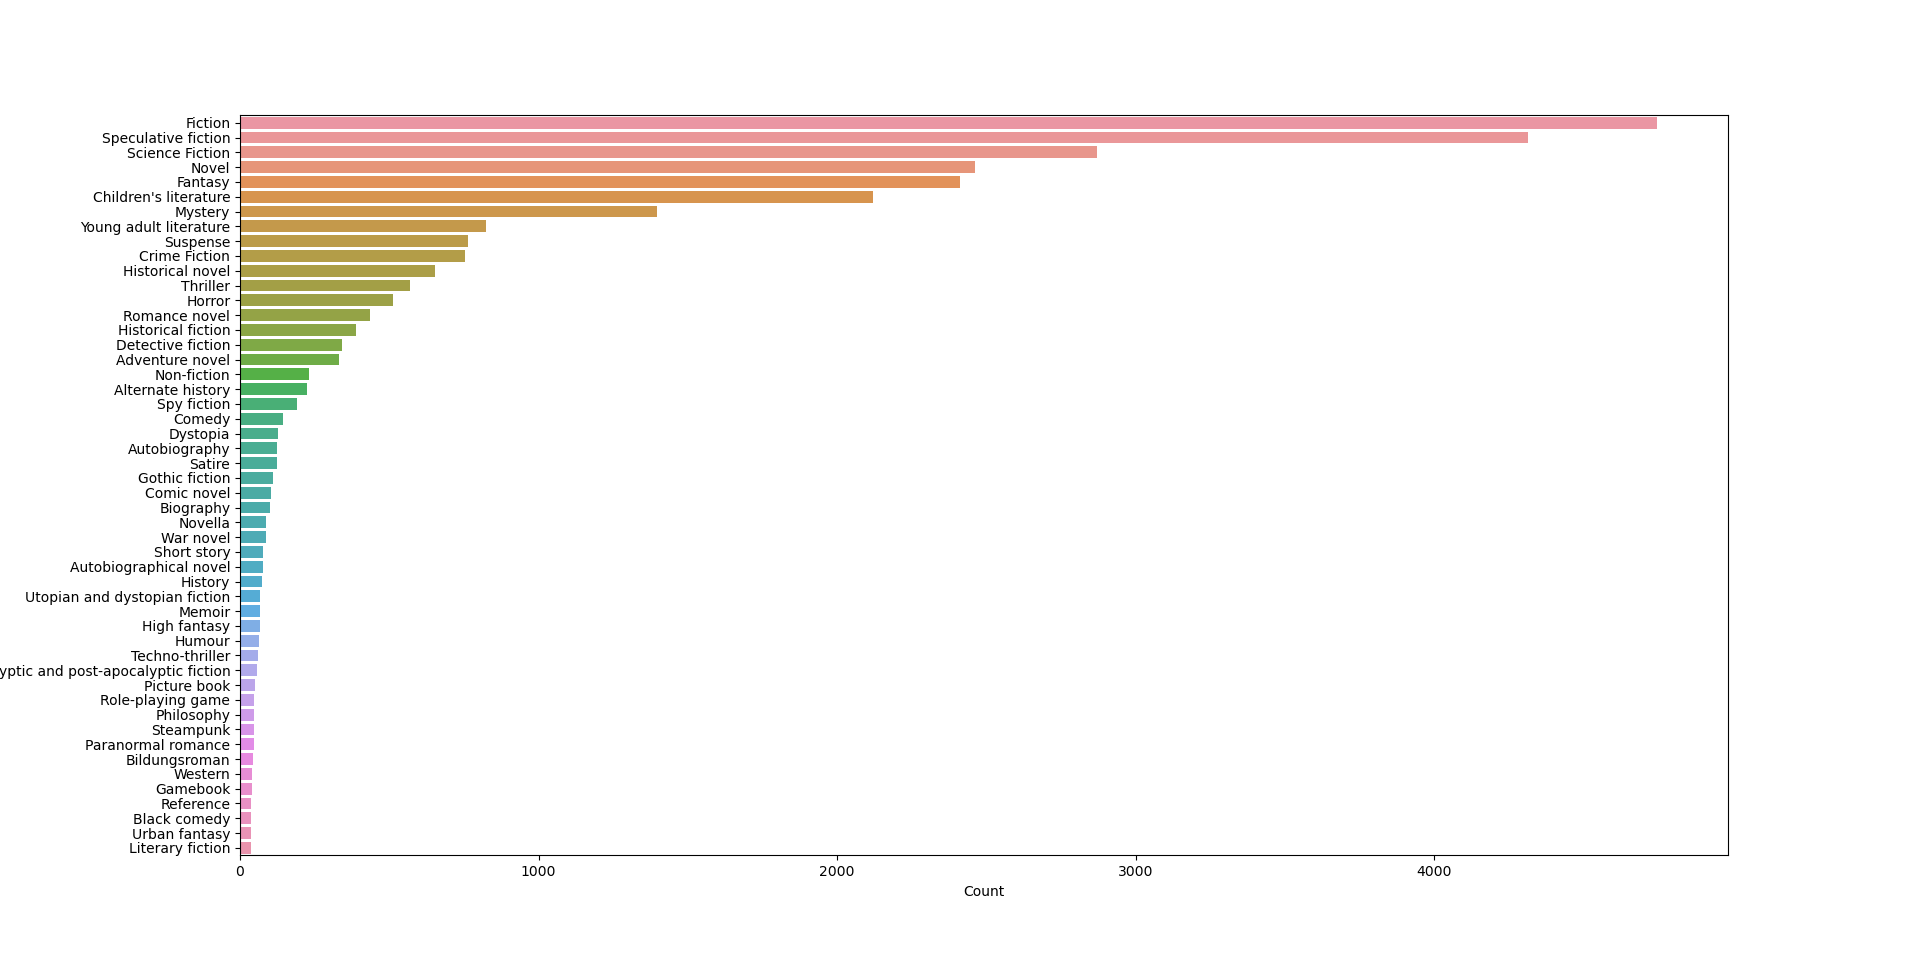 Fiction
Speculative fiction
Science Fiction
Novel
Fantasy
Children's literature
Mystery
Young adult literature
Suspense
Crime Fiction
Historical novel
Thriller
Horror
Romance novel
Historical fiction
Detective fiction
Adventure novel
Non-fiction
Alternate history
Spy fiction
Comedy
Dystopia
Autobiography
Satire
Gothic fiction
Comic novel
Biography
Novella
War novel
Short story
Autobiographical novel
History
Utopian and dystopian fiction
Memoir
High fantasy
Humour
Techno-thriller
yptic and post-apocalyptic fiction
Picture book
Role-playing game
Philosophy
Steampunk
Paranormal romance
Bildungsroman
Western
Gamebook
Reference
Black comedy
Urban fantasy
Literary fiction
0 1000 2000 3000 4000
Count